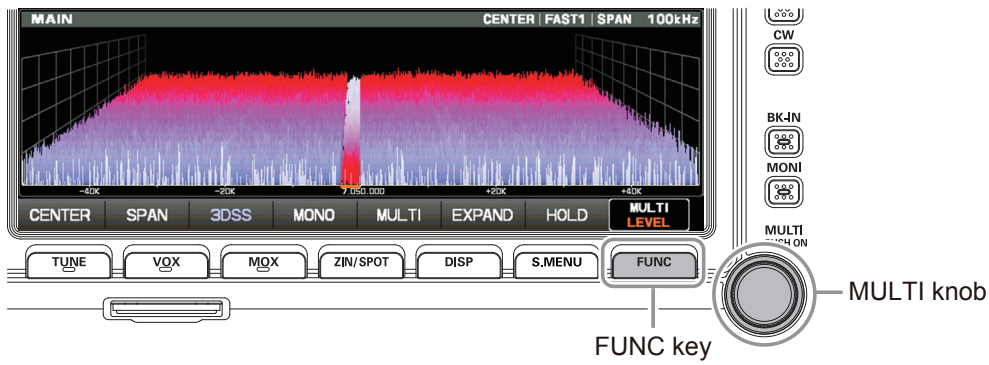 MAIN
CENTER | FAST1 | SPAN 100kHz
CW
BK-IN
MONI
-40K -20K 7.050.000 +20K +40K
CENTER SPAN 3DSS MONO MULTI EXPAND HOLD MULTI
LEVEL
MULTI
PUSH ON
TUNE VOX MOX ZIN/SPOT DISP S.MENU FUNC
MULTI knob
FUNC key